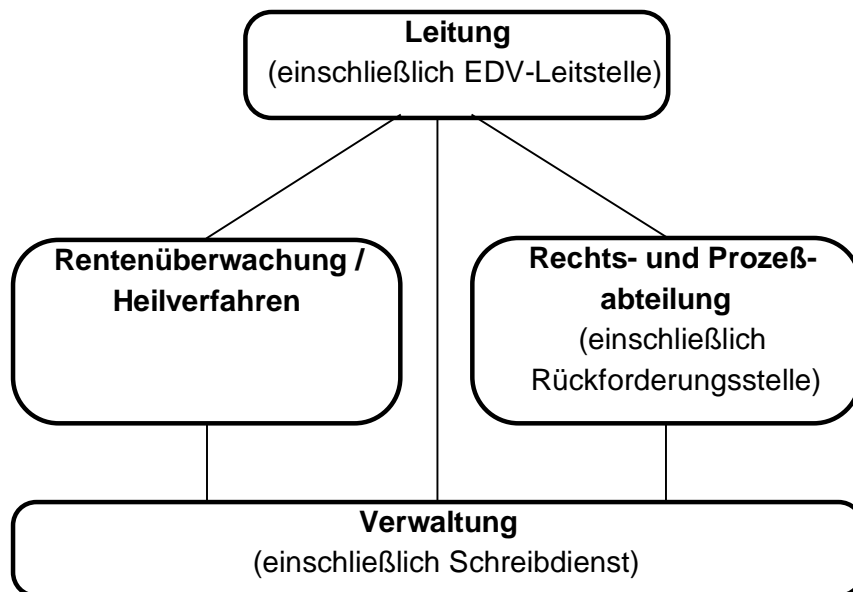 Leitung
(einschließlich EDV-Leitstelle)
Rentenüberwachung /
Heilverfahren
Rechts- und Prozeß-
abteilung
(einschließlich
Rückforderungsstelle)
Verwaltung
(einschließlich Schreibdienst)